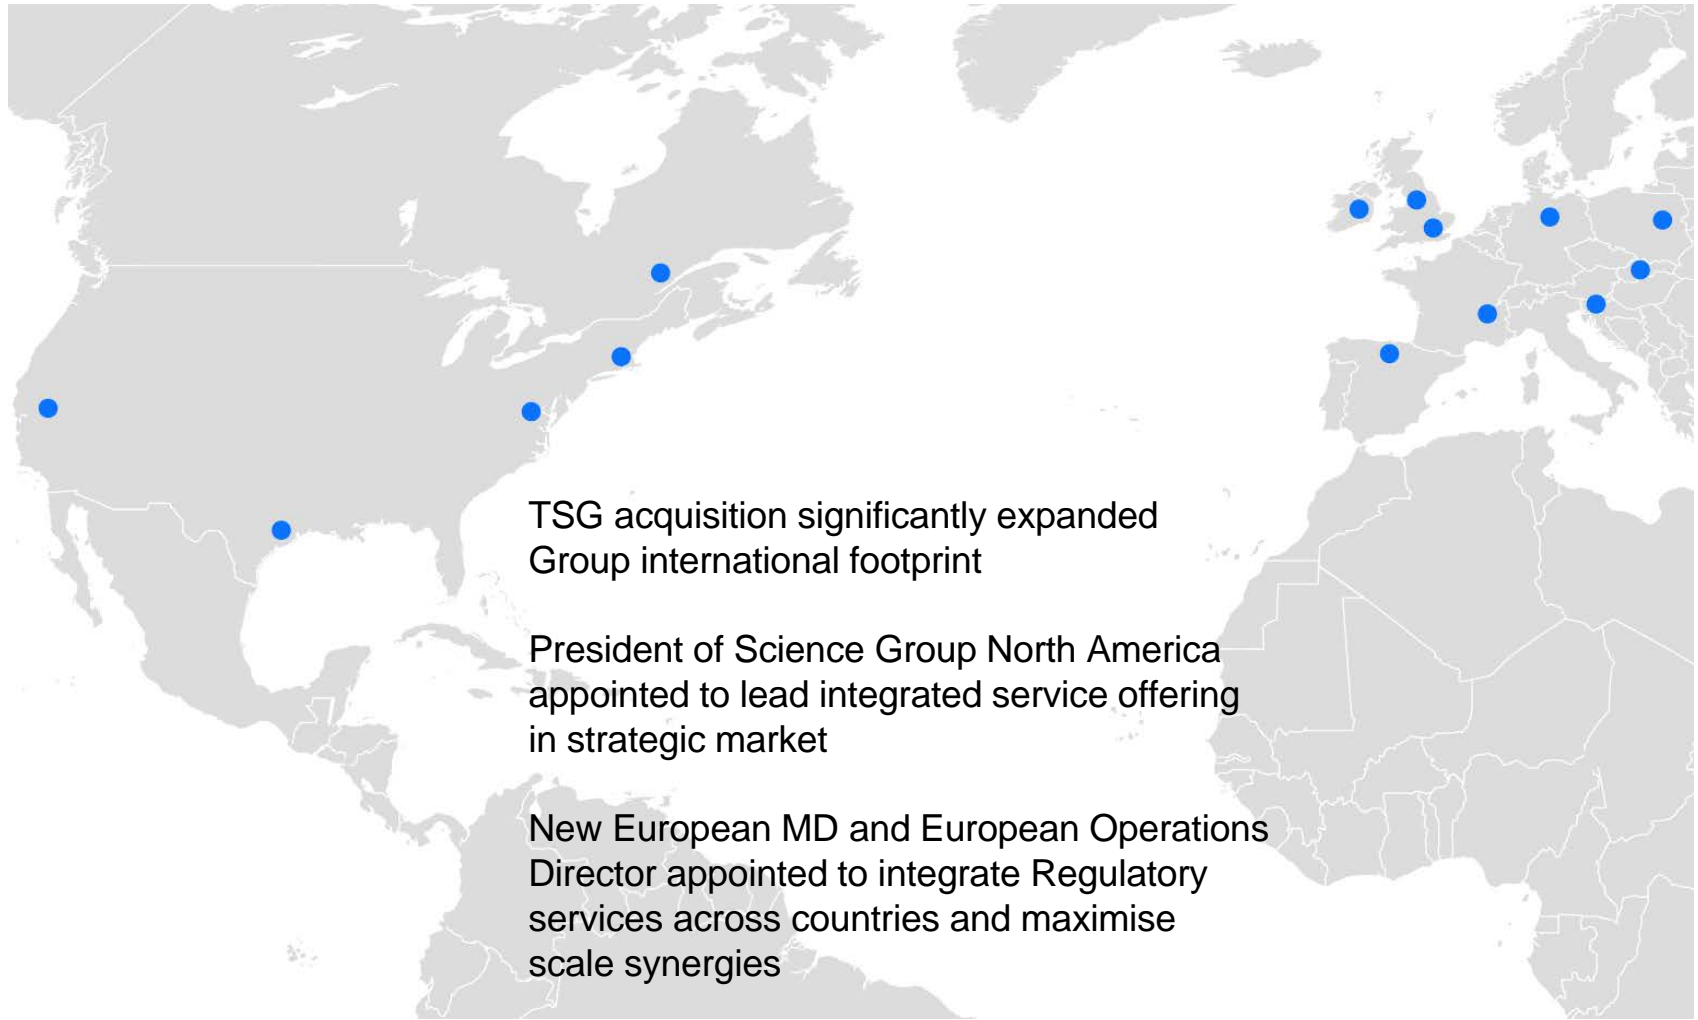 TSG acquisition significantly expanded
Group international footprint
President of Science Group North America
appointed to lead integrated service offering
in strategic market
New European MD and European Operations
Director appointed to integrate Regulatory
services across countries and maximise
scale synergies